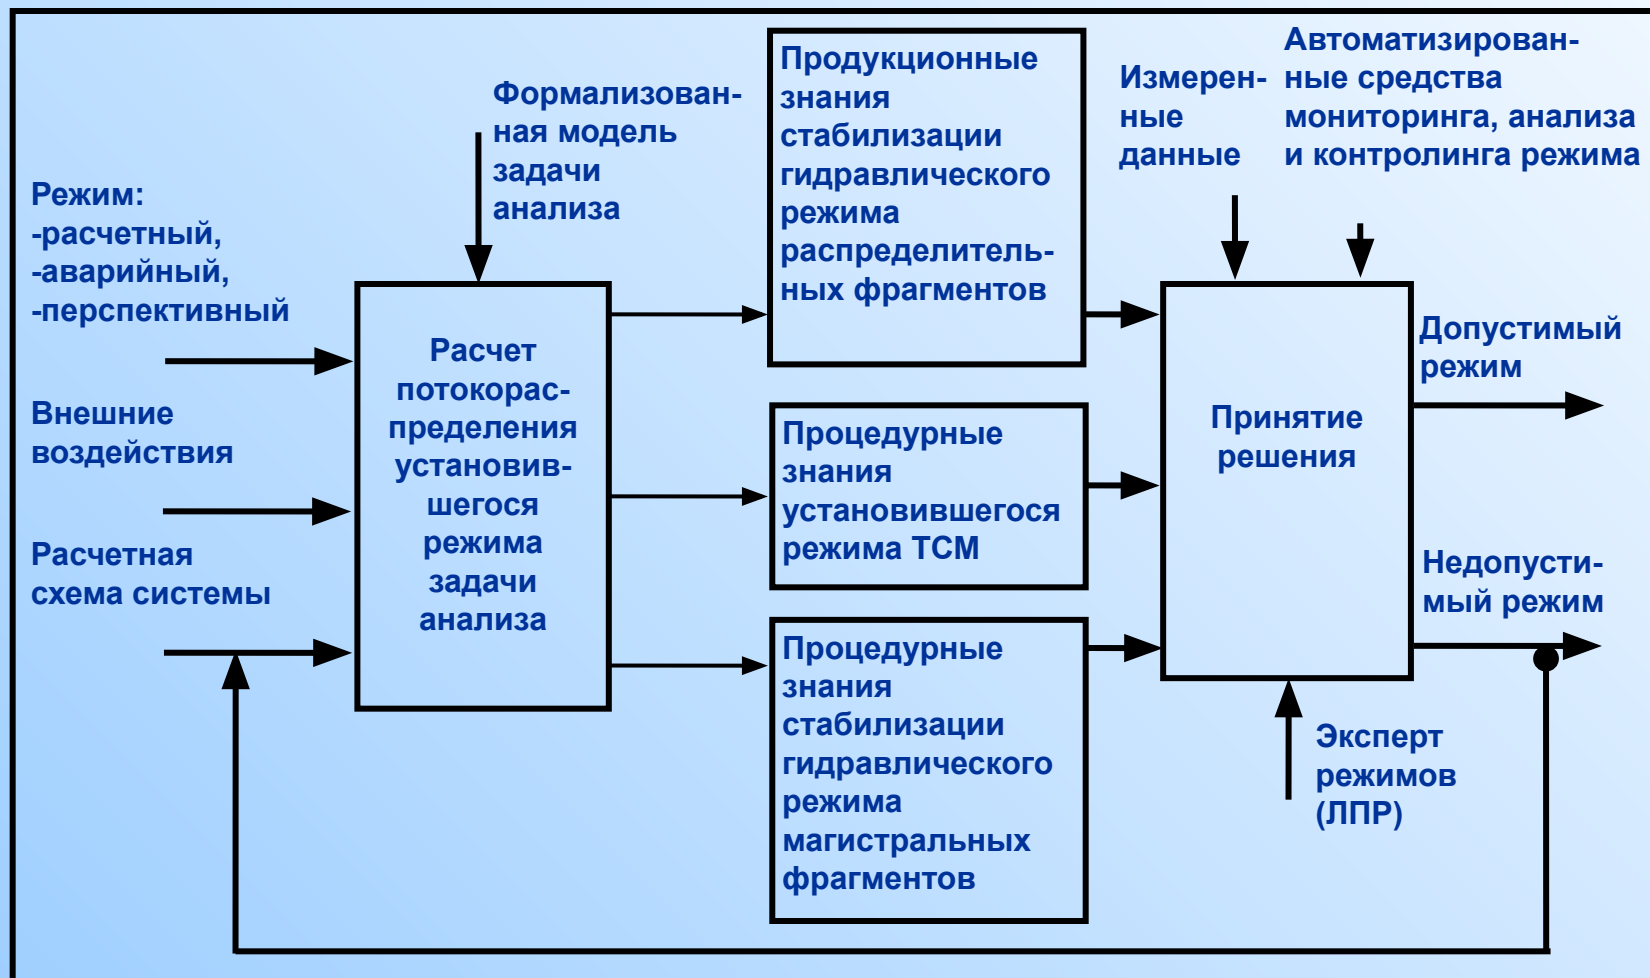 Режим:
-расчетный,
-аварийный,
-перспективный
Внешние
воздействия
Расчетная
схема системы
Формализован-
ная модель
задачи
анализа
Расчет
потокорас-
пределения
установив-
шегося
режима
задачи
анализа
Продукционные
знания
стабилизации
гидравлического
режима
распределитель-
ных фрагментов
Процедурные
знания
установившегося
режима ТСМ
Процедурные
знания
стабилизации
гидравлического
режима
магистральных
фрагментов
Измерен-
ные
данные
Автоматизирован-
ные средства
мониторинга, анализа
и контролинга режима
Принятие
решения
Эксперт
режимов
(ЛПР)
Допустимый
режим
Недопусти-
мый режим